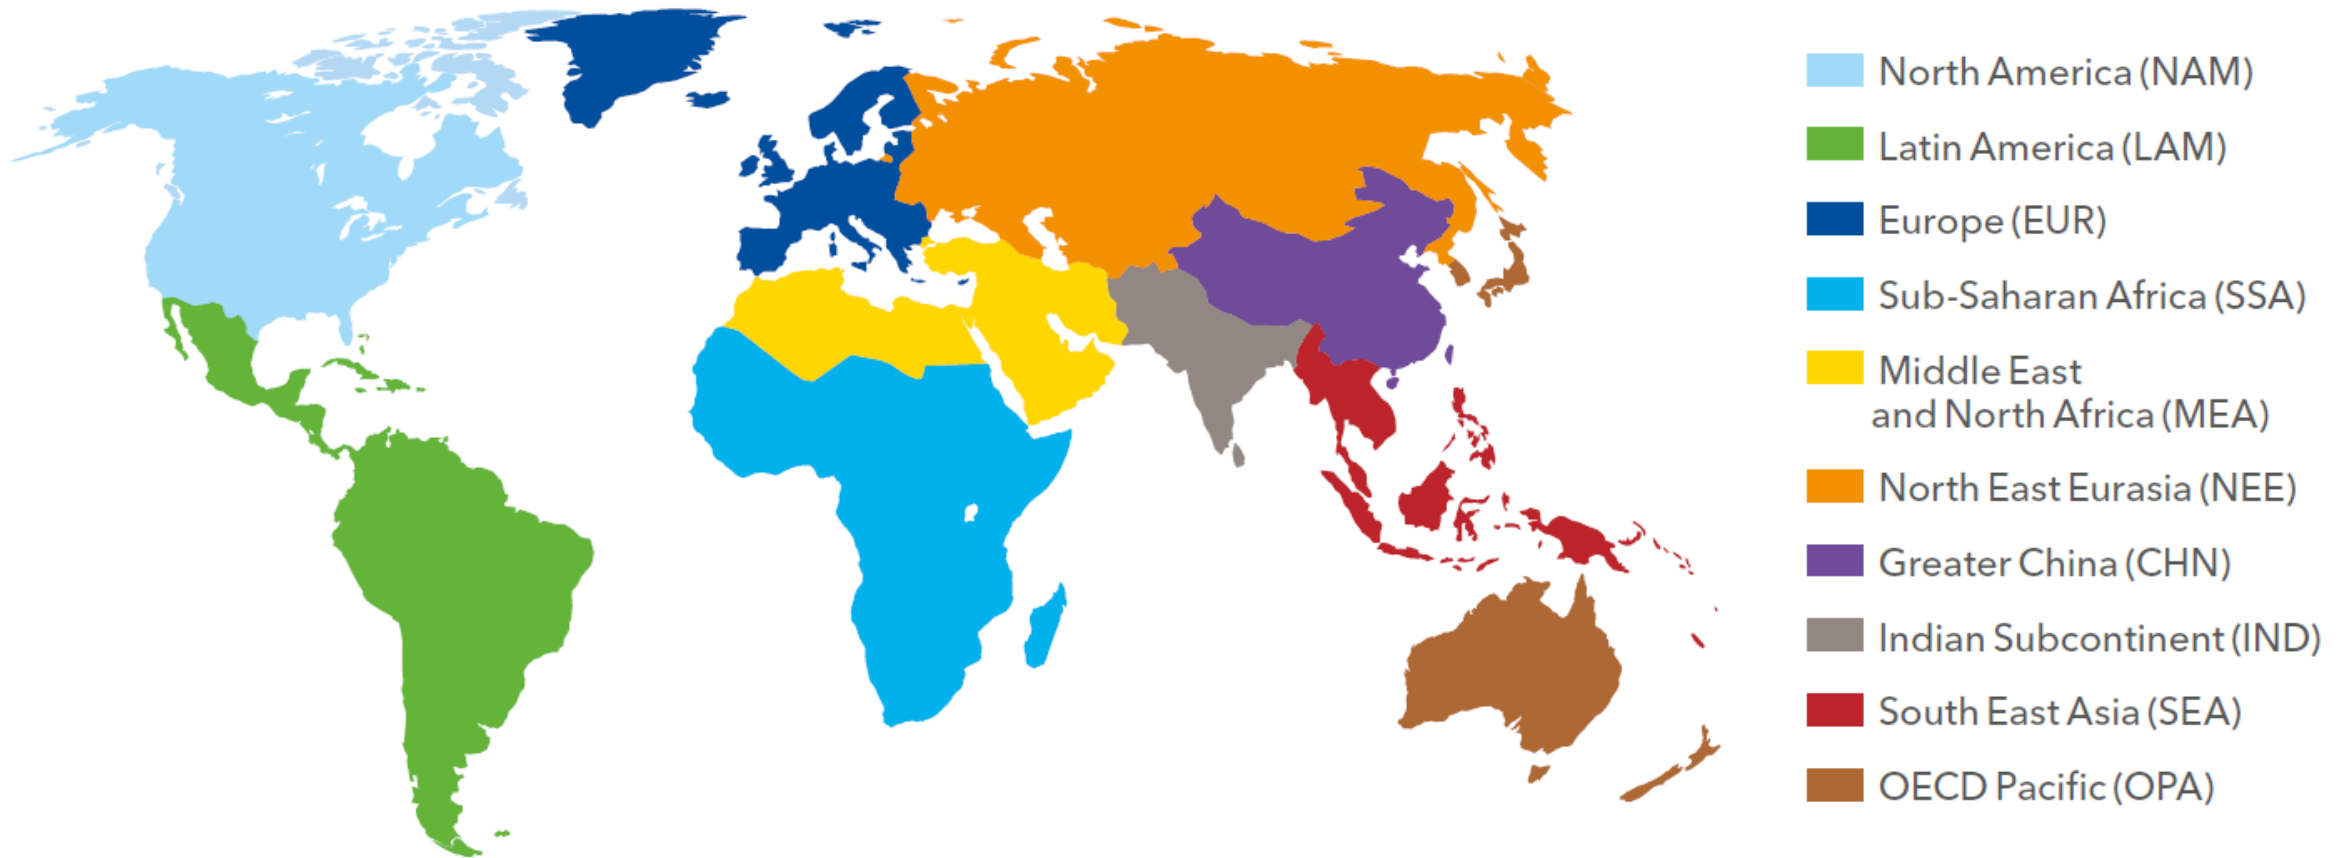 North America (NAM)
Latin America (LAM)
Europe (EUR)
Sub-Saharan Africa (SSA)
Middle East
and North Africa (MEA)
North East Eurasia (NEE)
Greater China (CHN)
Indian Subcontinent (IND)
South East Asia (SEA)
OECD Pacific (OPA)